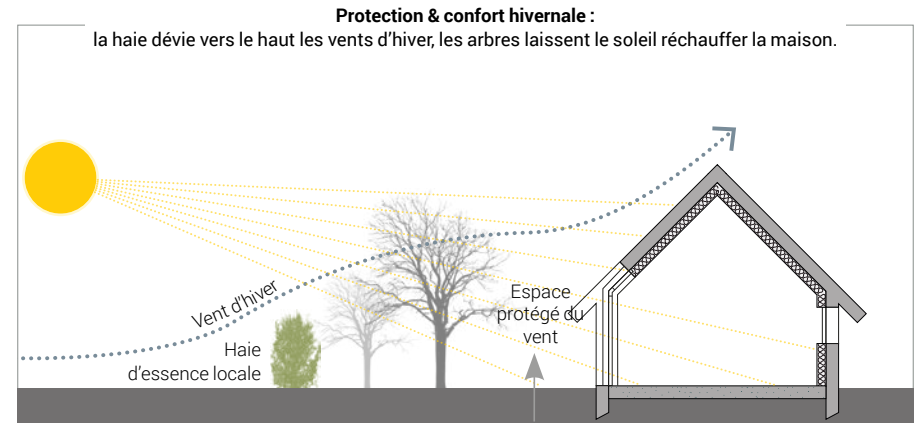 Protection & confort hivernale :
la haie dévie vers le haut les vents d'hiver, les arbres laissent le soleil réchauffer la maison.
Vent d'hiver
Haie
d'essence locale
Espace
protégé du
vent